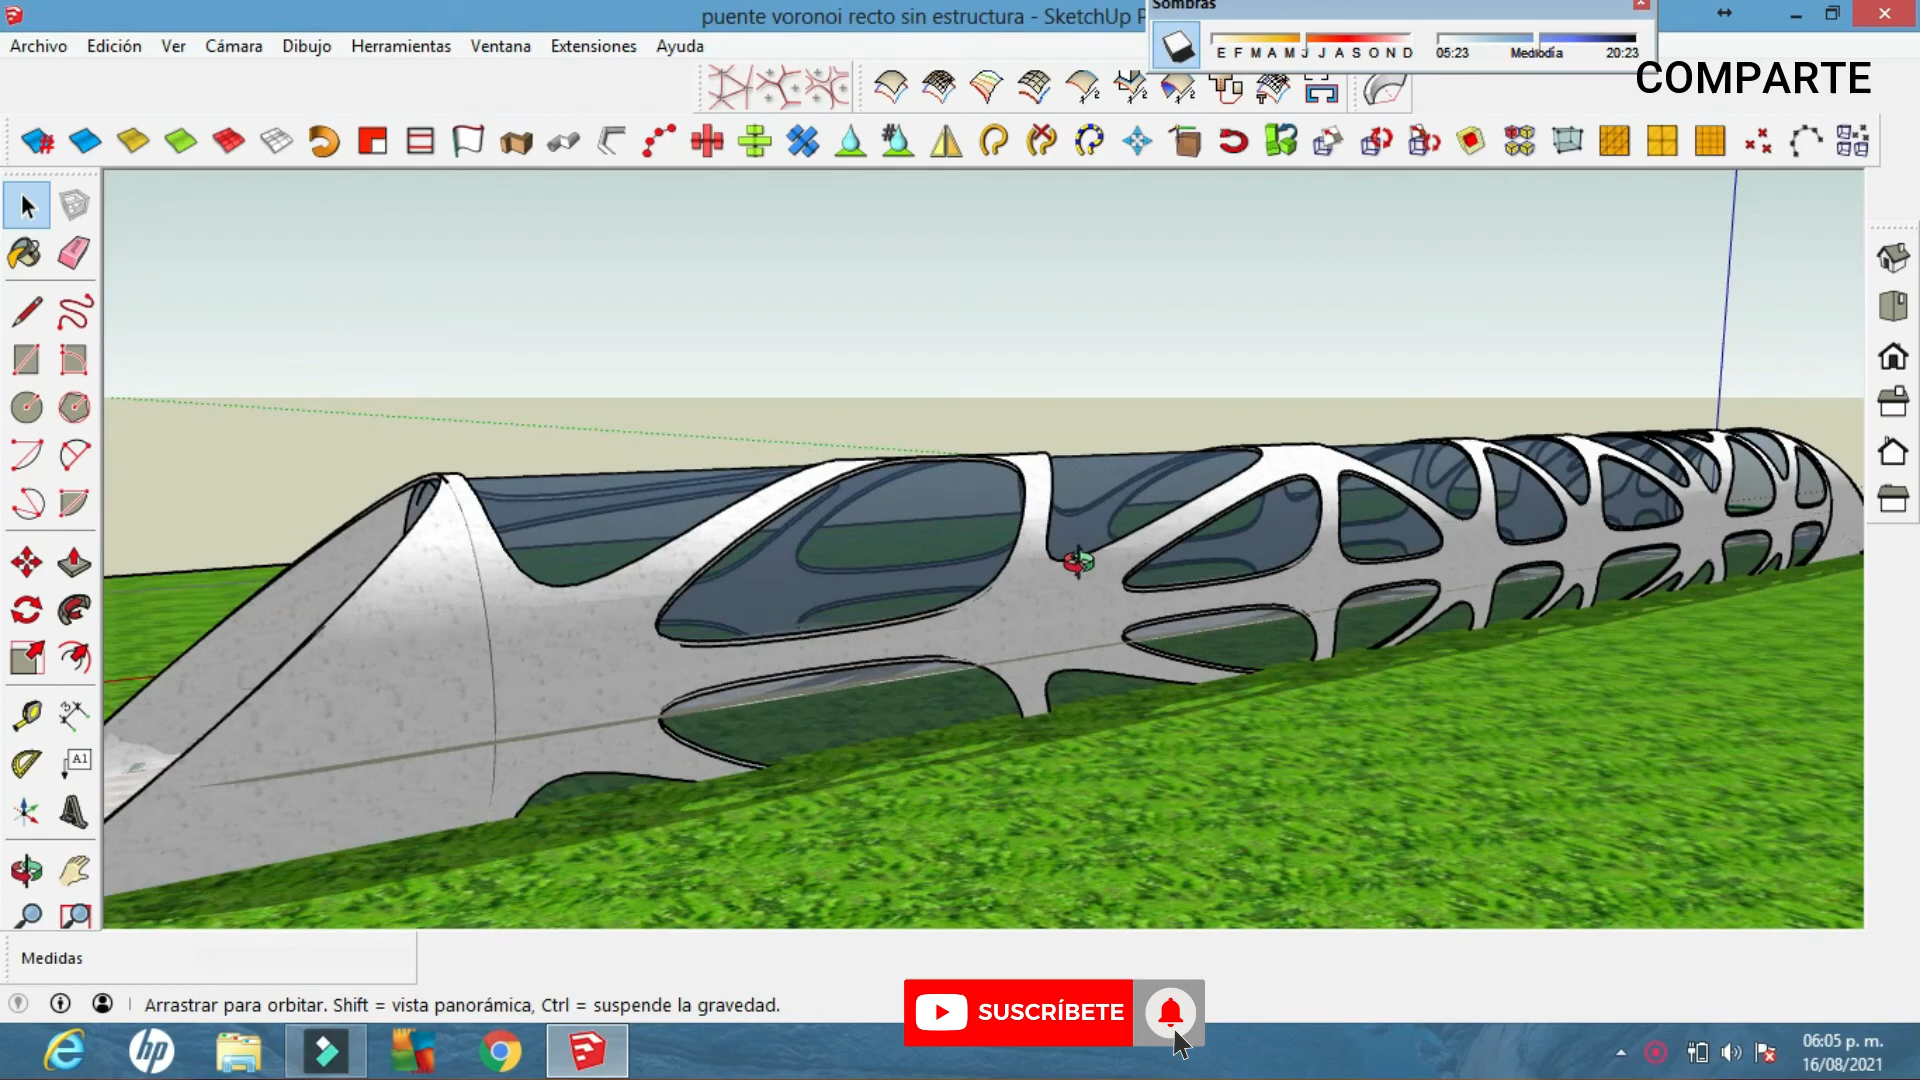 puente voronoi recto sin estructura - SketchUp P
Sombras
Archivo Edición Ver Cámara Dibujo Herramientas Ventana Extensiones Ayuda
E F M A M J J A S O N D 05:23 Mediodía 20:23
COMPARTE
A1
Medidas
Arrastrar para orbitar. Shift = vista panorámica, Ctrl = suspende la gravedad.
SUSCRÍBETE
hp
06:05 p. m.
16/08/2021